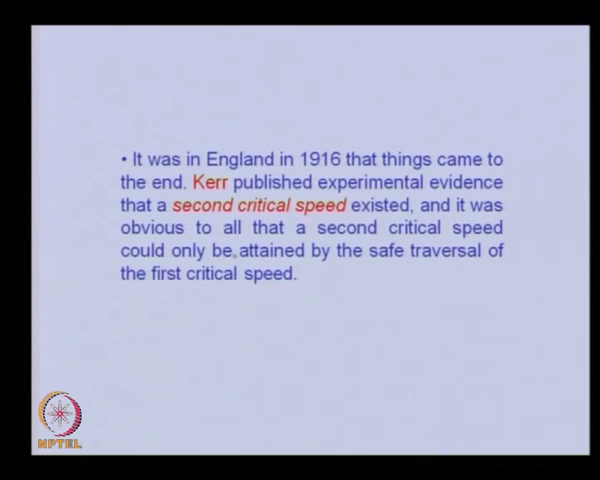 • It was in England in 1916 that things came to
the end. Kerr published experimental evidence
that a second critical speed existed, and it was
obvious to all that a second critical speed
could only be attained by the safe traversal of
the first critical speed.
NPTEL